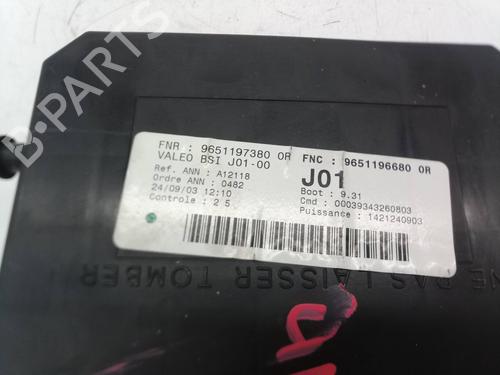 B-PARTS
FNR : 9651197380 0R FNC : 9651196680 0R
VALEO BSI J01-00
J01
Ref. ANN : A12118
Ordre ANN : 0482
24/09/03 12:10
Controle : 2 5
Boot : 9.31
Cmd : 00039343260803
Puissance : 1421240903
NE PAS LAISSER TOMBER